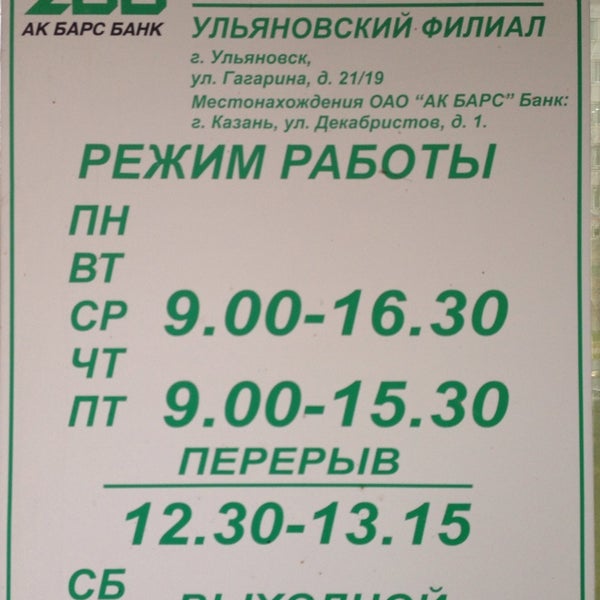 АК БАРС БАНК
УЛЬЯНОВСКИЙ ФИЛИАЛ
г. Ульяновск,
ул. Гагарина, д. 21/19
Местонахождения ОАО “АК БАРС” Банк:
г. Казань, ул. Декабристов, д. 1.
РЕЖИМ РАБОТЫ
ПН
ВТ
СР 9.00-16.30
ЧТ
ПТ 9.00-15.30
ПЕРЕРЫВ
12.30-13.15
СБ
ВЫХОДНОЙ